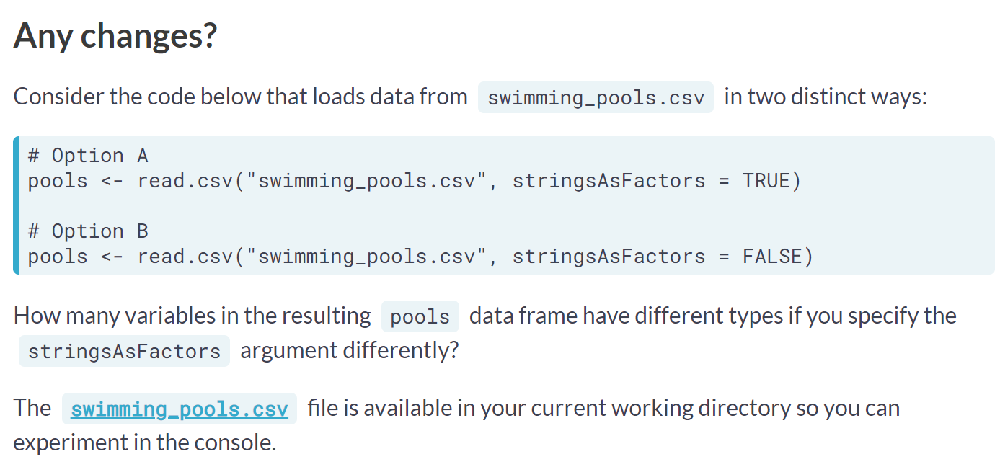 Any changes?
Consider the code below that loads data from swimming_pools.csv in two distinct ways:
# Option A
pools <- read.csv("swimming_pools.csv", stringsAsFactors = TRUE)
# Option B
pools <- read.csv("swimming_pools.csv", stringsAsFactors = FALSE)
How many variables in the resulting pools data frame have different types if you specify the
stringsAsFactors argument differently?
The swimming_pools.csv file is available in your current working directory so you can
experiment in the console.